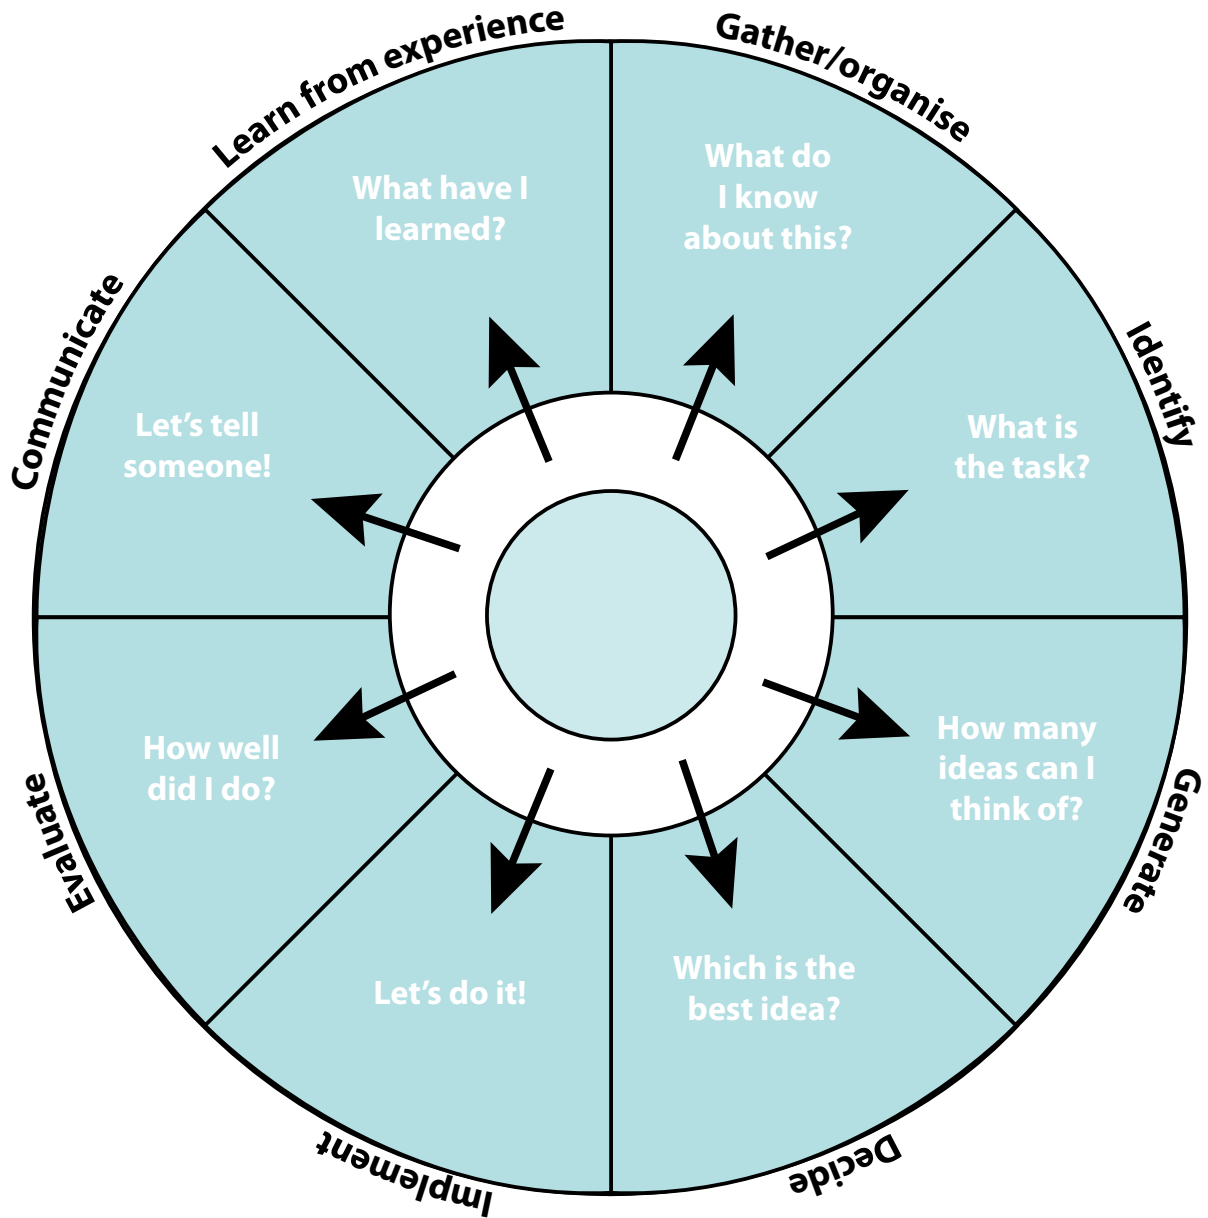 Gather/organise
What do
I know
about this?
Identify
What is
the task?
Generate
How many
ideas can I
think of?
Decide
Which is the
best idea?
Implement
Let's do it!
Evaluate
How well
did I do?
Communicate
Let's tell
someone!
Learn from experience
What have I
learned?